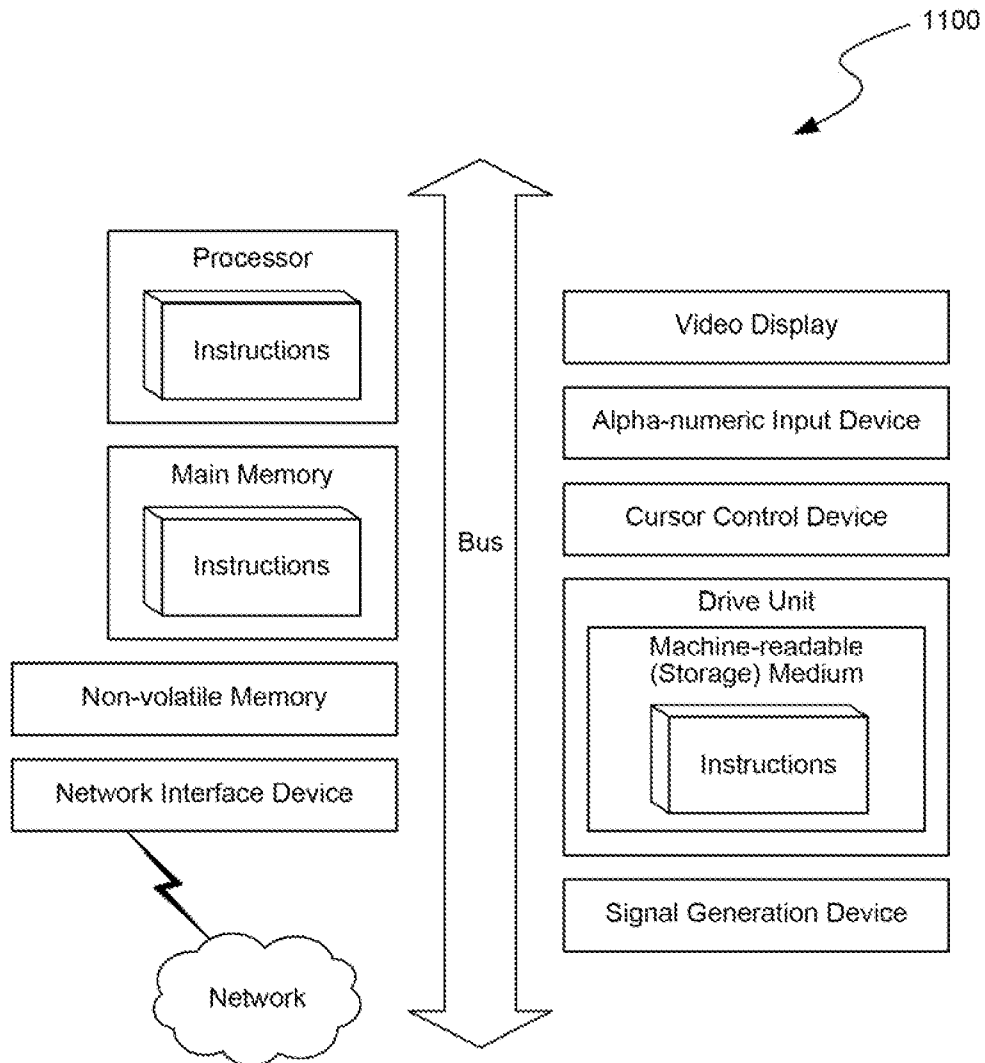 1100
Processor
Instructions
Main Memory
Instructions
Non-volatile Memory
Network Interface Device
Network
Bus
Video Display
Alpha-numeric Input Device
Cursor Control Device
Drive Unit
Machine-readable
(Storage) Medium
Instructions
Signal Generation Device